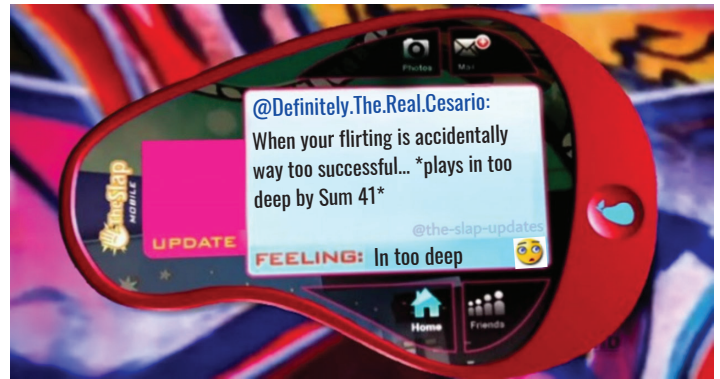 Photos
Mail
@Definitely.The.Real.Cesario:
When your flirting is accidentally
way too successful... *plays in too
deep by Sum 41*
@the-slap-updates
theSlap
MOBILE
UPDATE
FEELING: In too deep
Home
Friends